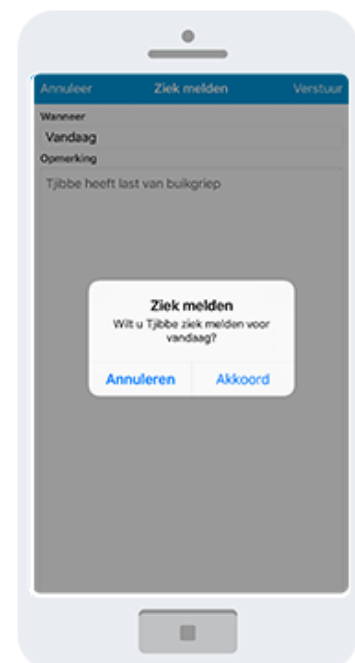 Annuleer Ziek melden Verstuur
Wanneer
Vandaag
Opmerking
Tjibbe heeft last van buikgriep
Ziek melden
Wilt u Tjibbe ziek melden voor
vandaag?
Annuleren Akkoord